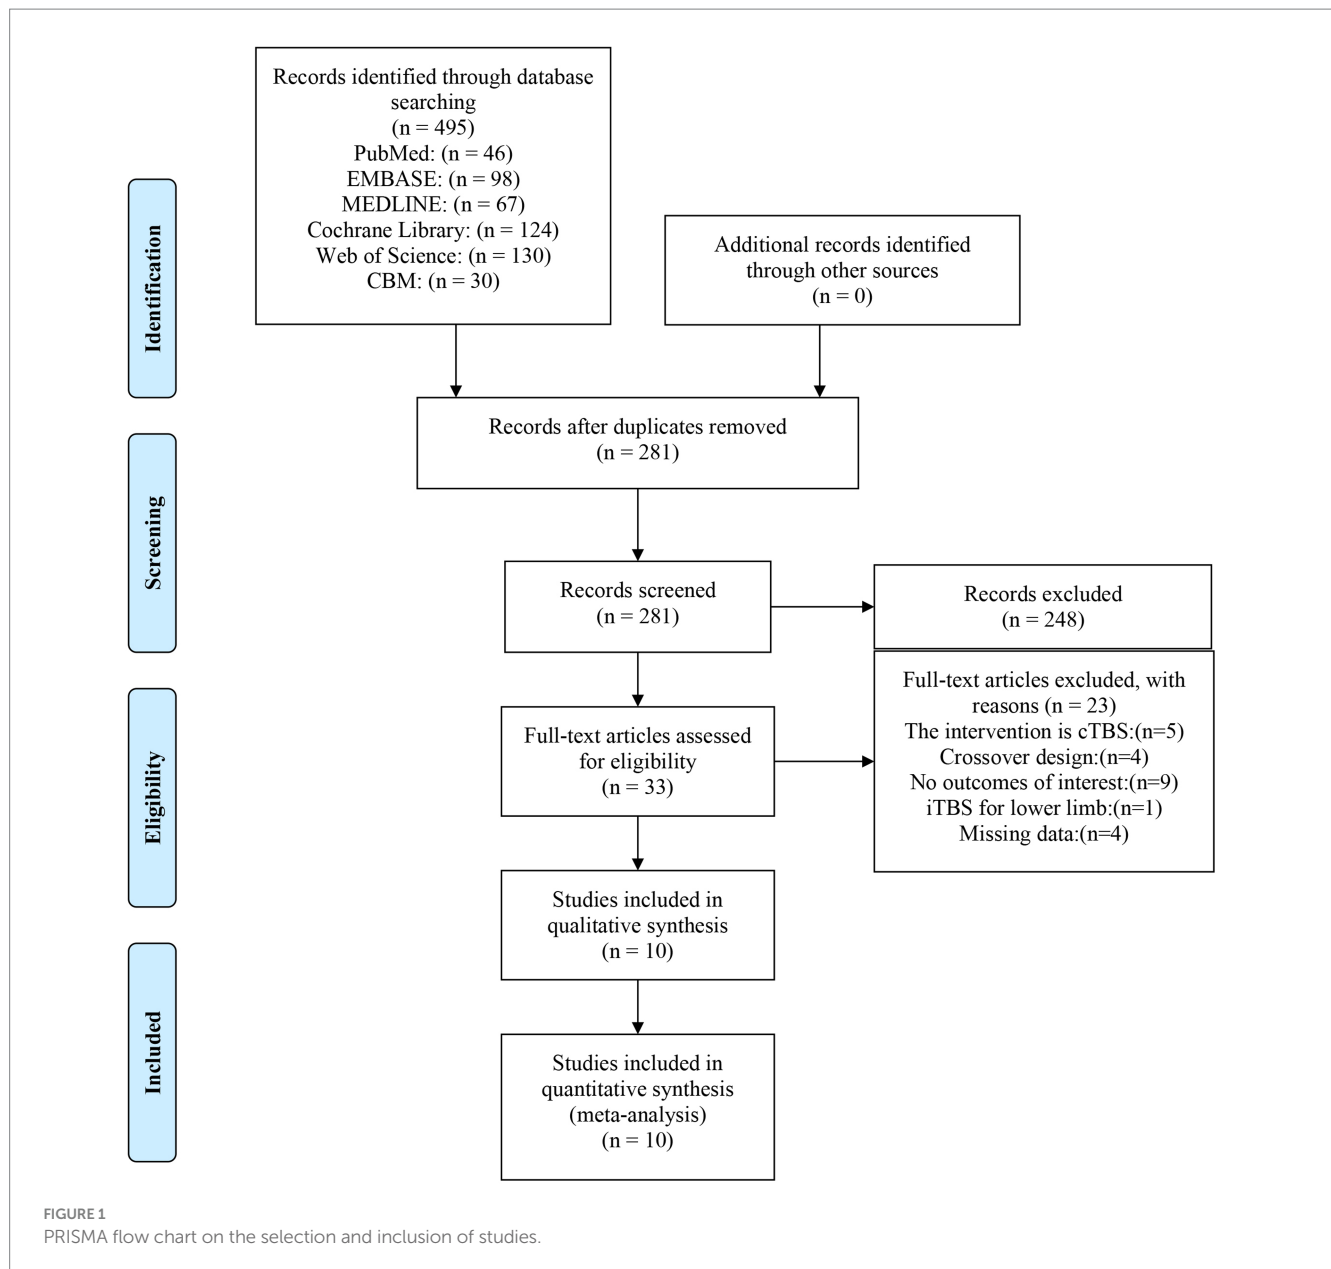 Records identified through database
searching
(n = 495)
PubMed: (n = 46)
EMBASE: (n = 98)
MEDLINE: (n = 67)
Cochrane Library: (n = 124)
Web of Science: (n = 130)
CBM: (n = 30)
Additional records identified
through other sources
(n = 0)
Identification
Records after duplicates removed
(n = 281)
Screening
Records screened
(n = 281)
Records excluded
(n = 248)
Eligibility
Full-text articles assessed
for eligibility
(n = 33)
Full-text articles excluded, with
reasons (n = 23)
The intervention is cTBS:(n=5)
Crossover design:(n=4)
No outcomes of interest:(n=9)
iTBS for lower limb:(n=1)
Missing data:(n=4)
Studies included in
qualitative synthesis
(n = 10)
Included
Studies included in
quantitative synthesis
(meta-analysis)
(n = 10)
FIGURE 1
PRISMA flow chart on the selection and inclusion of studies.